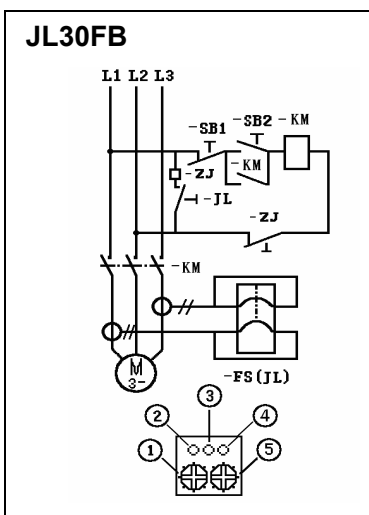 JL30FB
L1 L2 L3
-SB1 -SB2 -KM
-KM
-ZJ
-JL
-ZJ
-KM
M
3~
-FS(JL)
② ③ ④
① ⑤